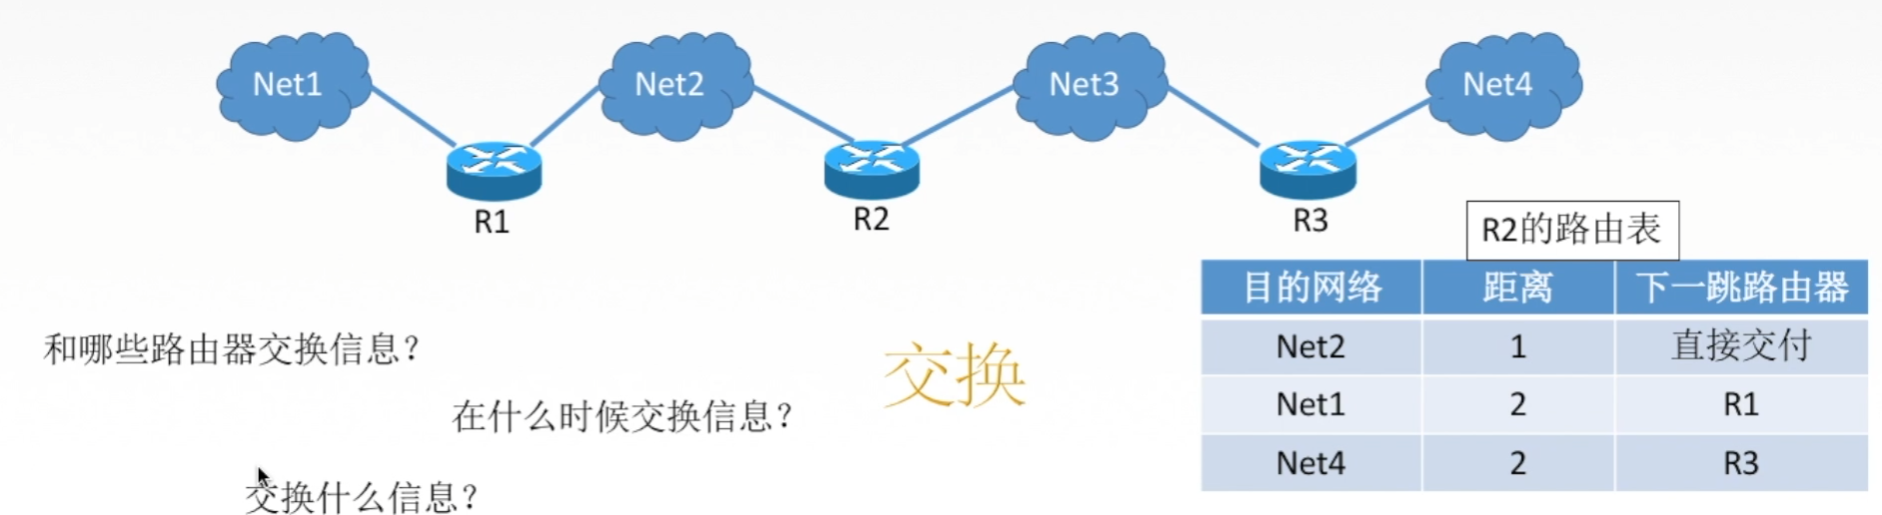 Net1
Net2
Net3
Net4
R1
R2
R3
R2的路由表
目的网络 距离 下一跳路由器
Net2 1 直接交付
Net1 2 R1
Net4 2 R3
和哪些路由器交换信息？
交换
在什么时候交换信息？
交换什么信息？